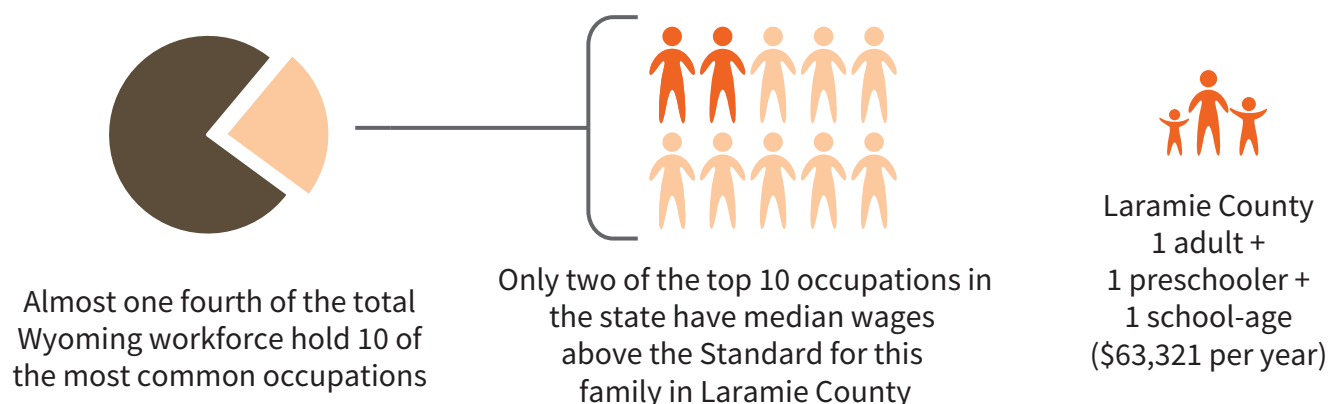 Almost one fourth of the total
Wyoming workforce hold 10 of
the most common occupations
Only two of the top 10 occupations in
the state have median wages
above the Standard for this
family in Laramie County
Laramie County
1 adult +
1 preschooler +
1 school-age
($63,321 per year)